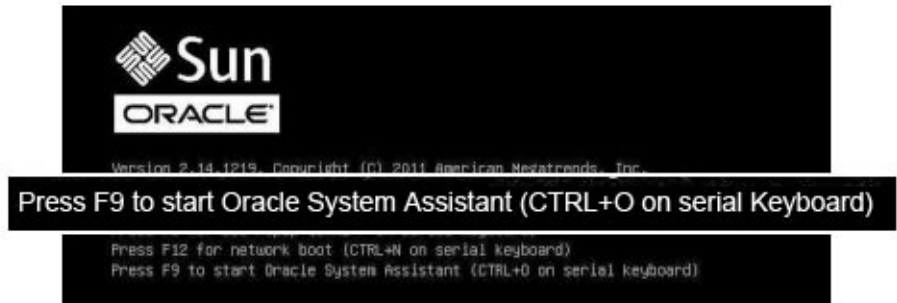 Sun
ORACLE
Version 2.14.1219. Copyright (C) 2011 American Megatrends, Inc.
Press F9 to start Oracle System Assistant (CTRL+O on serial Keyboard)
Press F12 for network boot (CTRL+N on serial keyboard)
Press F9 to start Oracle System Assistant (CTRL+O on serial keyboard)